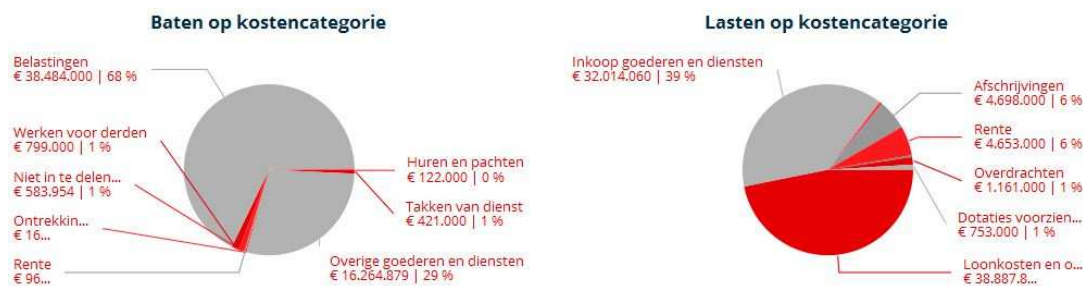 Baten op kostencategorie
Belastingen
€ 38.484.000 | 68 %
Werken voor derden
€ 799.000 | 1 %
Niet in te delen...
€ 583.954 | 1 %
Ontrekkin...
€ 16...
Rente
€ 96...
Huren en pachten
€ 122.000 | 0 %
Takken van dienst
€ 421.000 | 1 %
Overige goederen en diensten
€ 16.264.879 | 29 %
Lasten op kostencategorie
Inkoop goederen en diensten
€ 32.014.060 | 39 %
Afschrijvingen
€ 4.698.000 | 6 %
Rente
€ 4.653.000 | 6 %
Overdrachten
€ 1.161.000 | 1 %
Dotaties voorzien...
€ 753.000 | 1 %
Loonkosten en o...
€ 38.887.8...